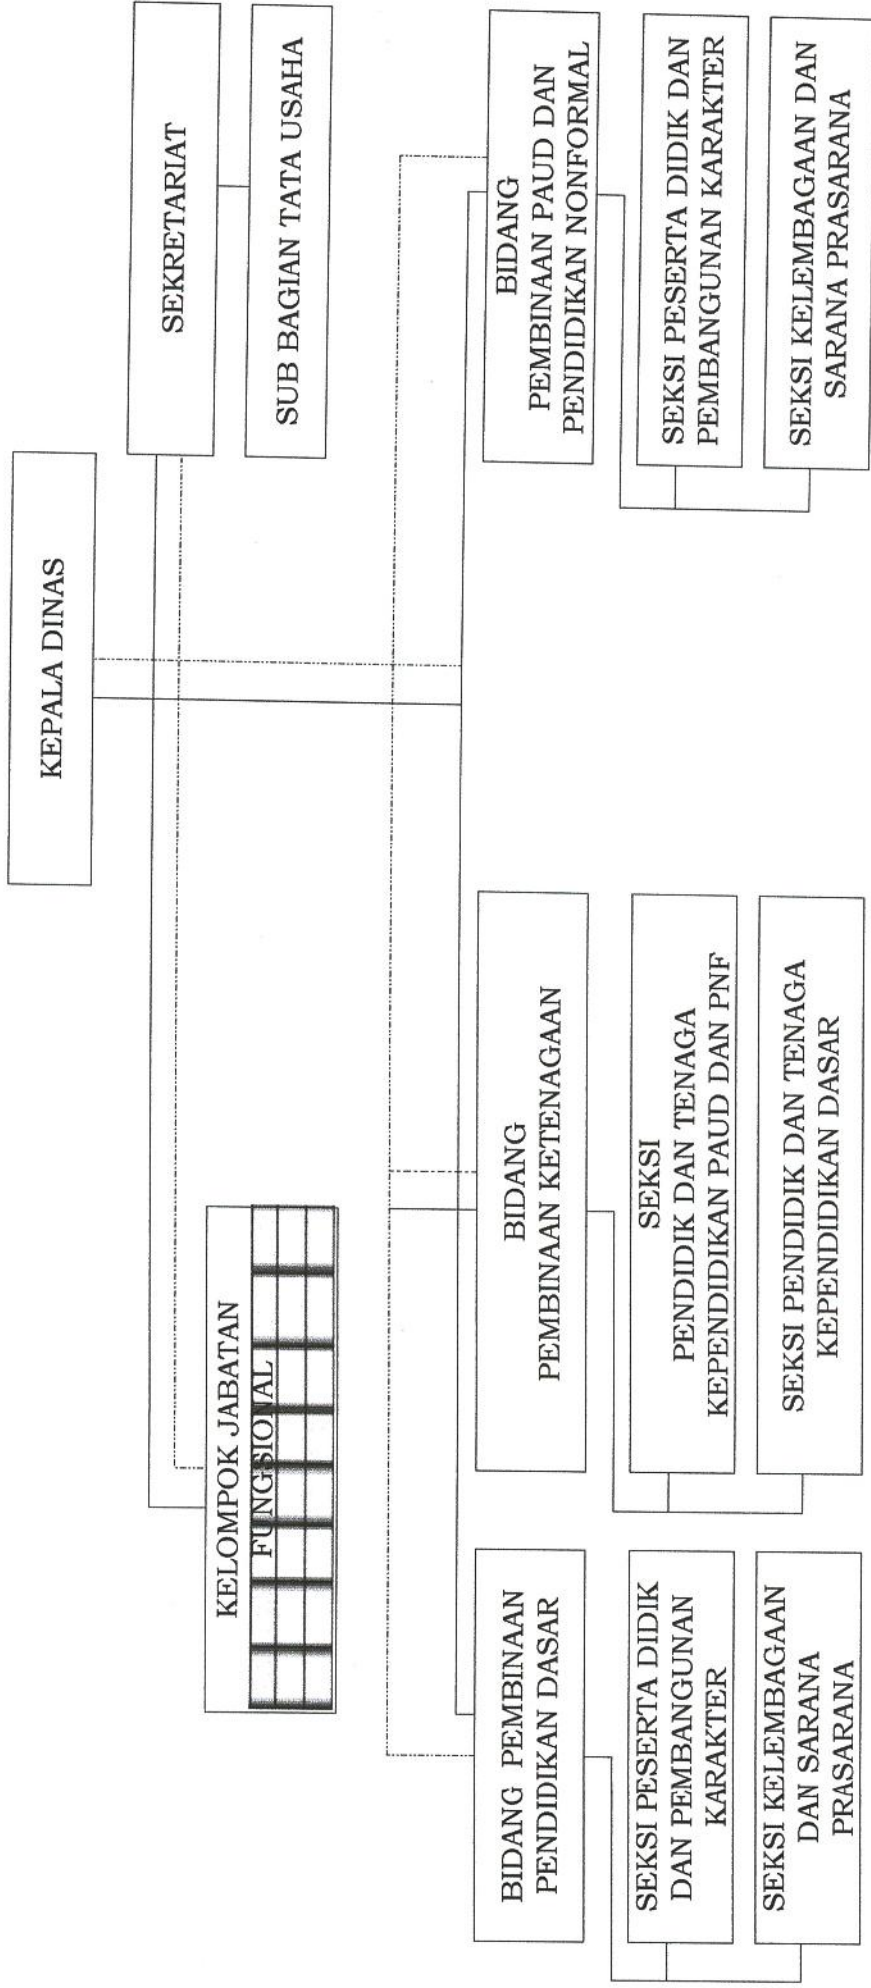 KEPALA DINAS
SEKRETARIAT
SUB BAGIAN TATA USAHA
KELOMPOK JABATAN
FUNGSIONAL
BIDANG PEMBINAAN
PENDIDIKAN DASAR
SEKSI PESERTA DIDIK
DAN PEMBANGUNAN
KARAKTER
SEKSI KELEMBAGAAN
DAN SARANA
PRASARANA
BIDANG
PEMBINAAN KETENAGAAN
SEKSI
PENDIDIK DAN TENAGA
KEPENDIDIKAN PAUD DAN PNF
SEKSI PENDIDIK DAN TENAGA
KEPENDIDIKAN DASAR
BIDANG
PEMBINAAN PAUD DAN
PENDIDIKAN NONFORMAL
SEKSI PESERTA DIDIK DAN
PEMBANGUNAN KARAKTER
SEKSI KELEMBAGAAN DAN
SARANA PRASARANA